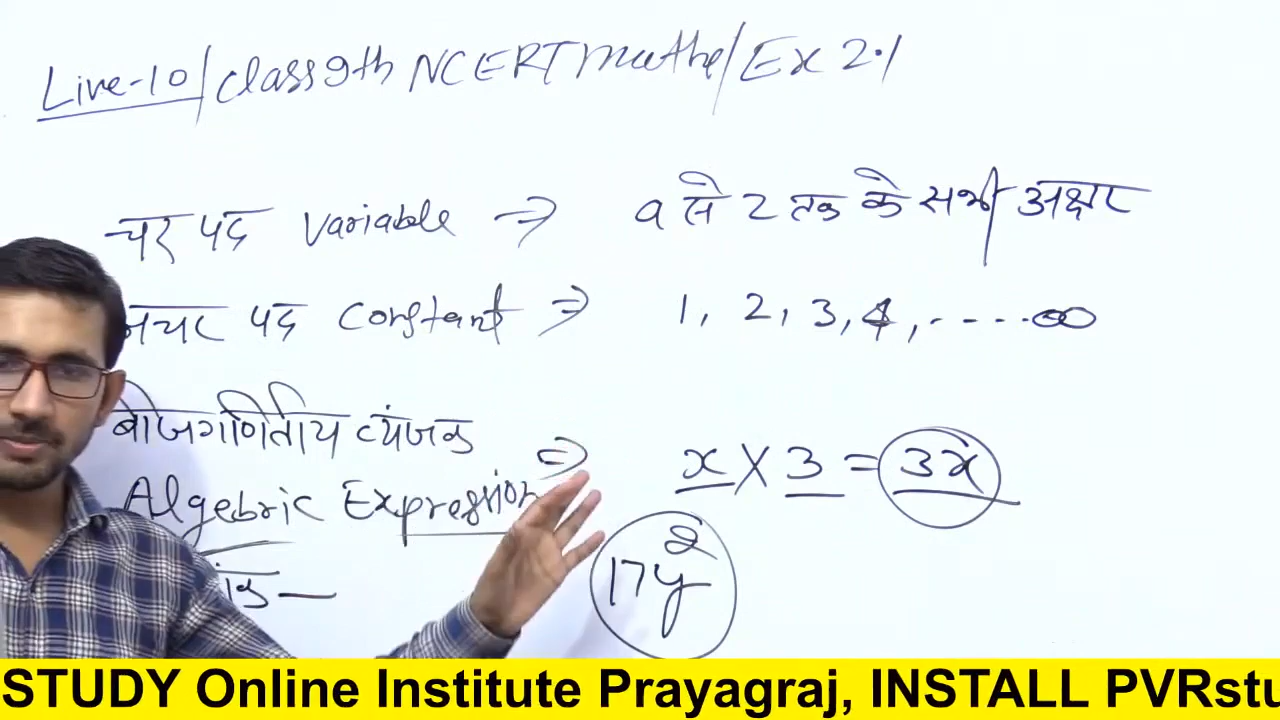 Live-10/class 9th NCERT maths/Ex 2.1
चर पद variable ⇒ a से z तक के सभी अक्षर
अचर पद constant ⇒ 1, 2, 3, 4, ----∞
बीजगणितीय व्यंजक
Algebric Expression ⇒ x X 3 = 3x
17y²
STUDY Online Institute Prayagraj, INSTALL PVRstu